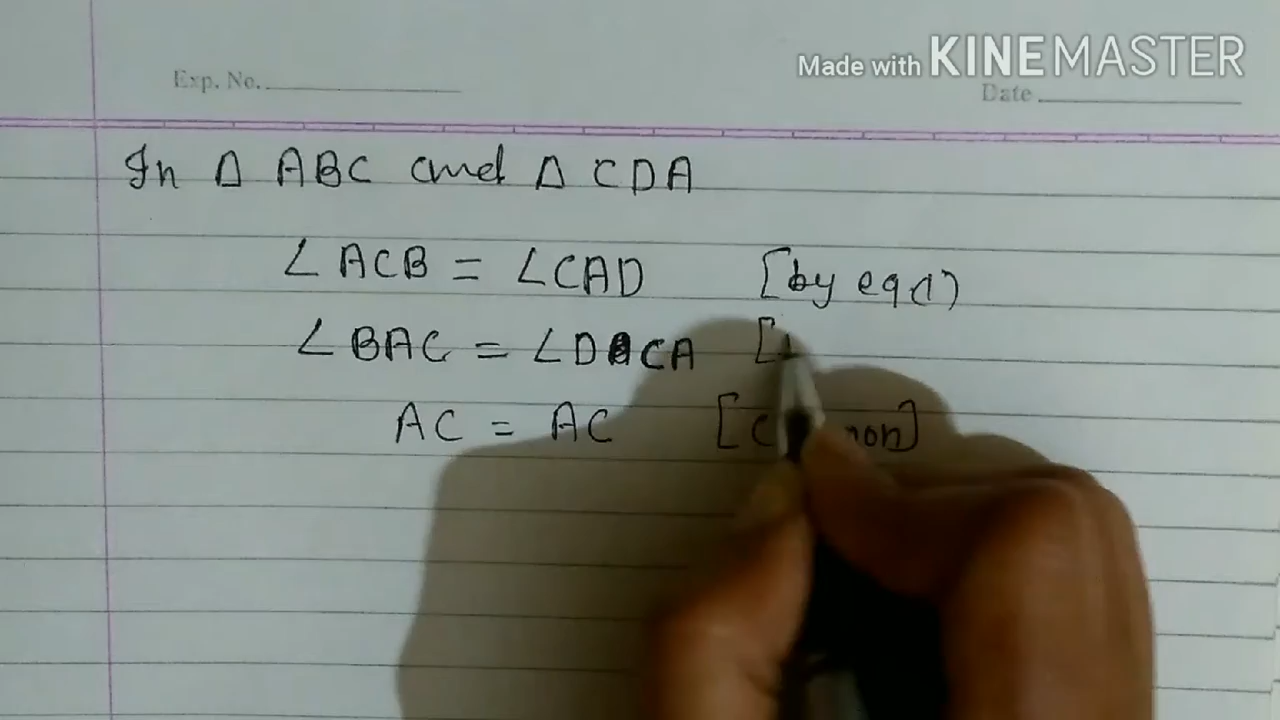 Made with KINEMASTER
Exp. No.
Date
In Δ ABC and Δ CDA
∠ACB = ∠CAD [by eq(1)
∠BAC = ∠DCA [
AC = AC [